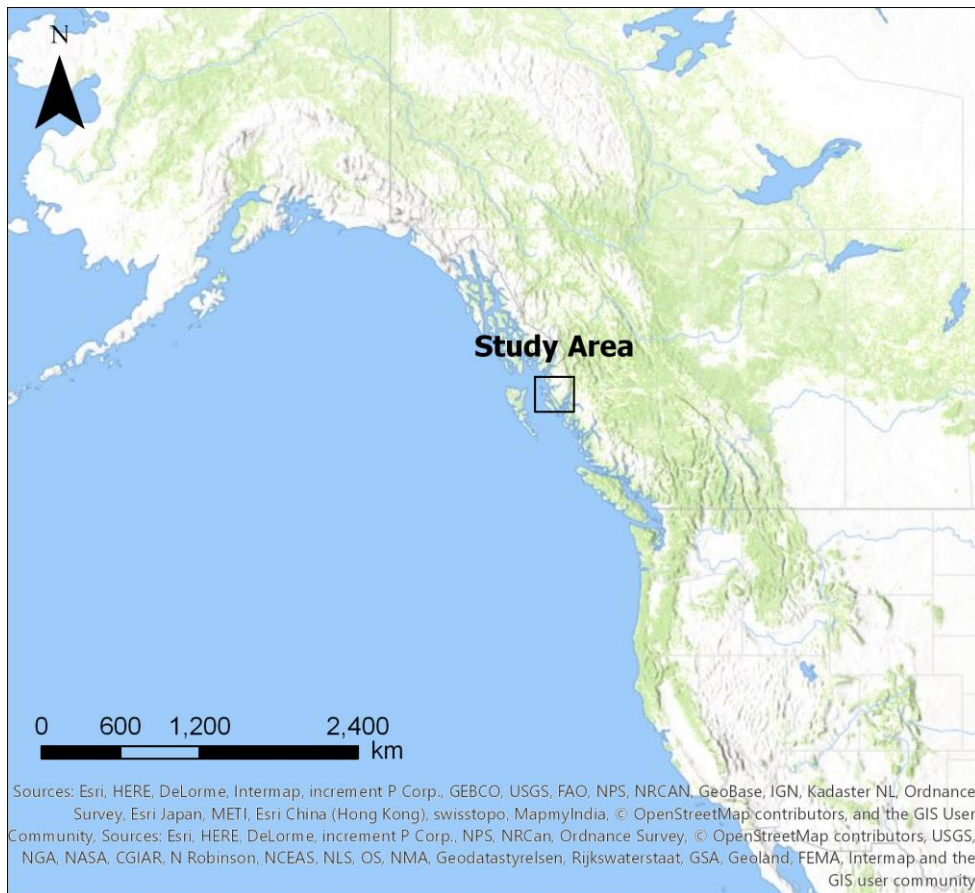 N
Study Area
0 600 1,200 2,400
km
Sources: Esri, HERE, DeLorme, Intermap, increment P Corp., GEBCO, USGS, FAO, NPS, NRCAN, GeoBase, IGN, Kadaster NL, Ordnance
Survey, Esri Japan, METI, Esri China (Hong Kong), swisstopo, MapmyIndia, © OpenStreetMap contributors, and the GIS User
Community, Sources: Esri, HERE, DeLorme, increment P Corp., NPS, NRCan, Ordnance Survey, © OpenStreetMap contributors, USGS,
NGA, NASA, CGIAR, N Robinson, NCEAS, NLS, OS, NMA, Geodatastyrelsen, Rijkswaterstaat, GSA, Geoland, FEMA, Intermap and the
GIS user community